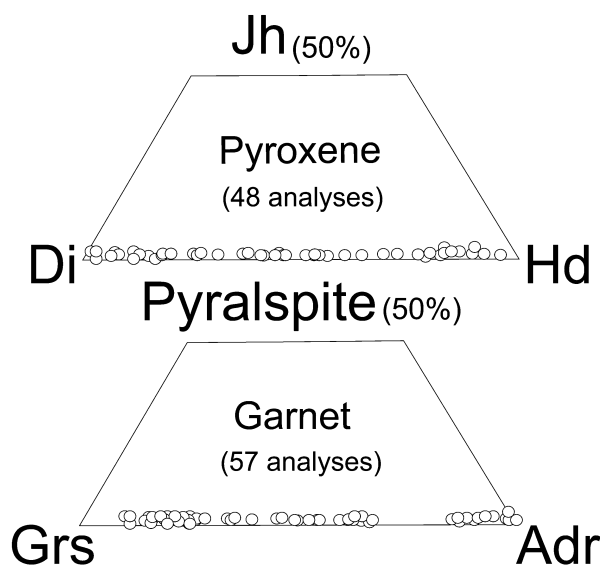 Jh (50%)
Pyroxene
(48 analyses)
Di Hd
Pyralspite (50%)
Garnet
(57 analyses)
Grs Adr